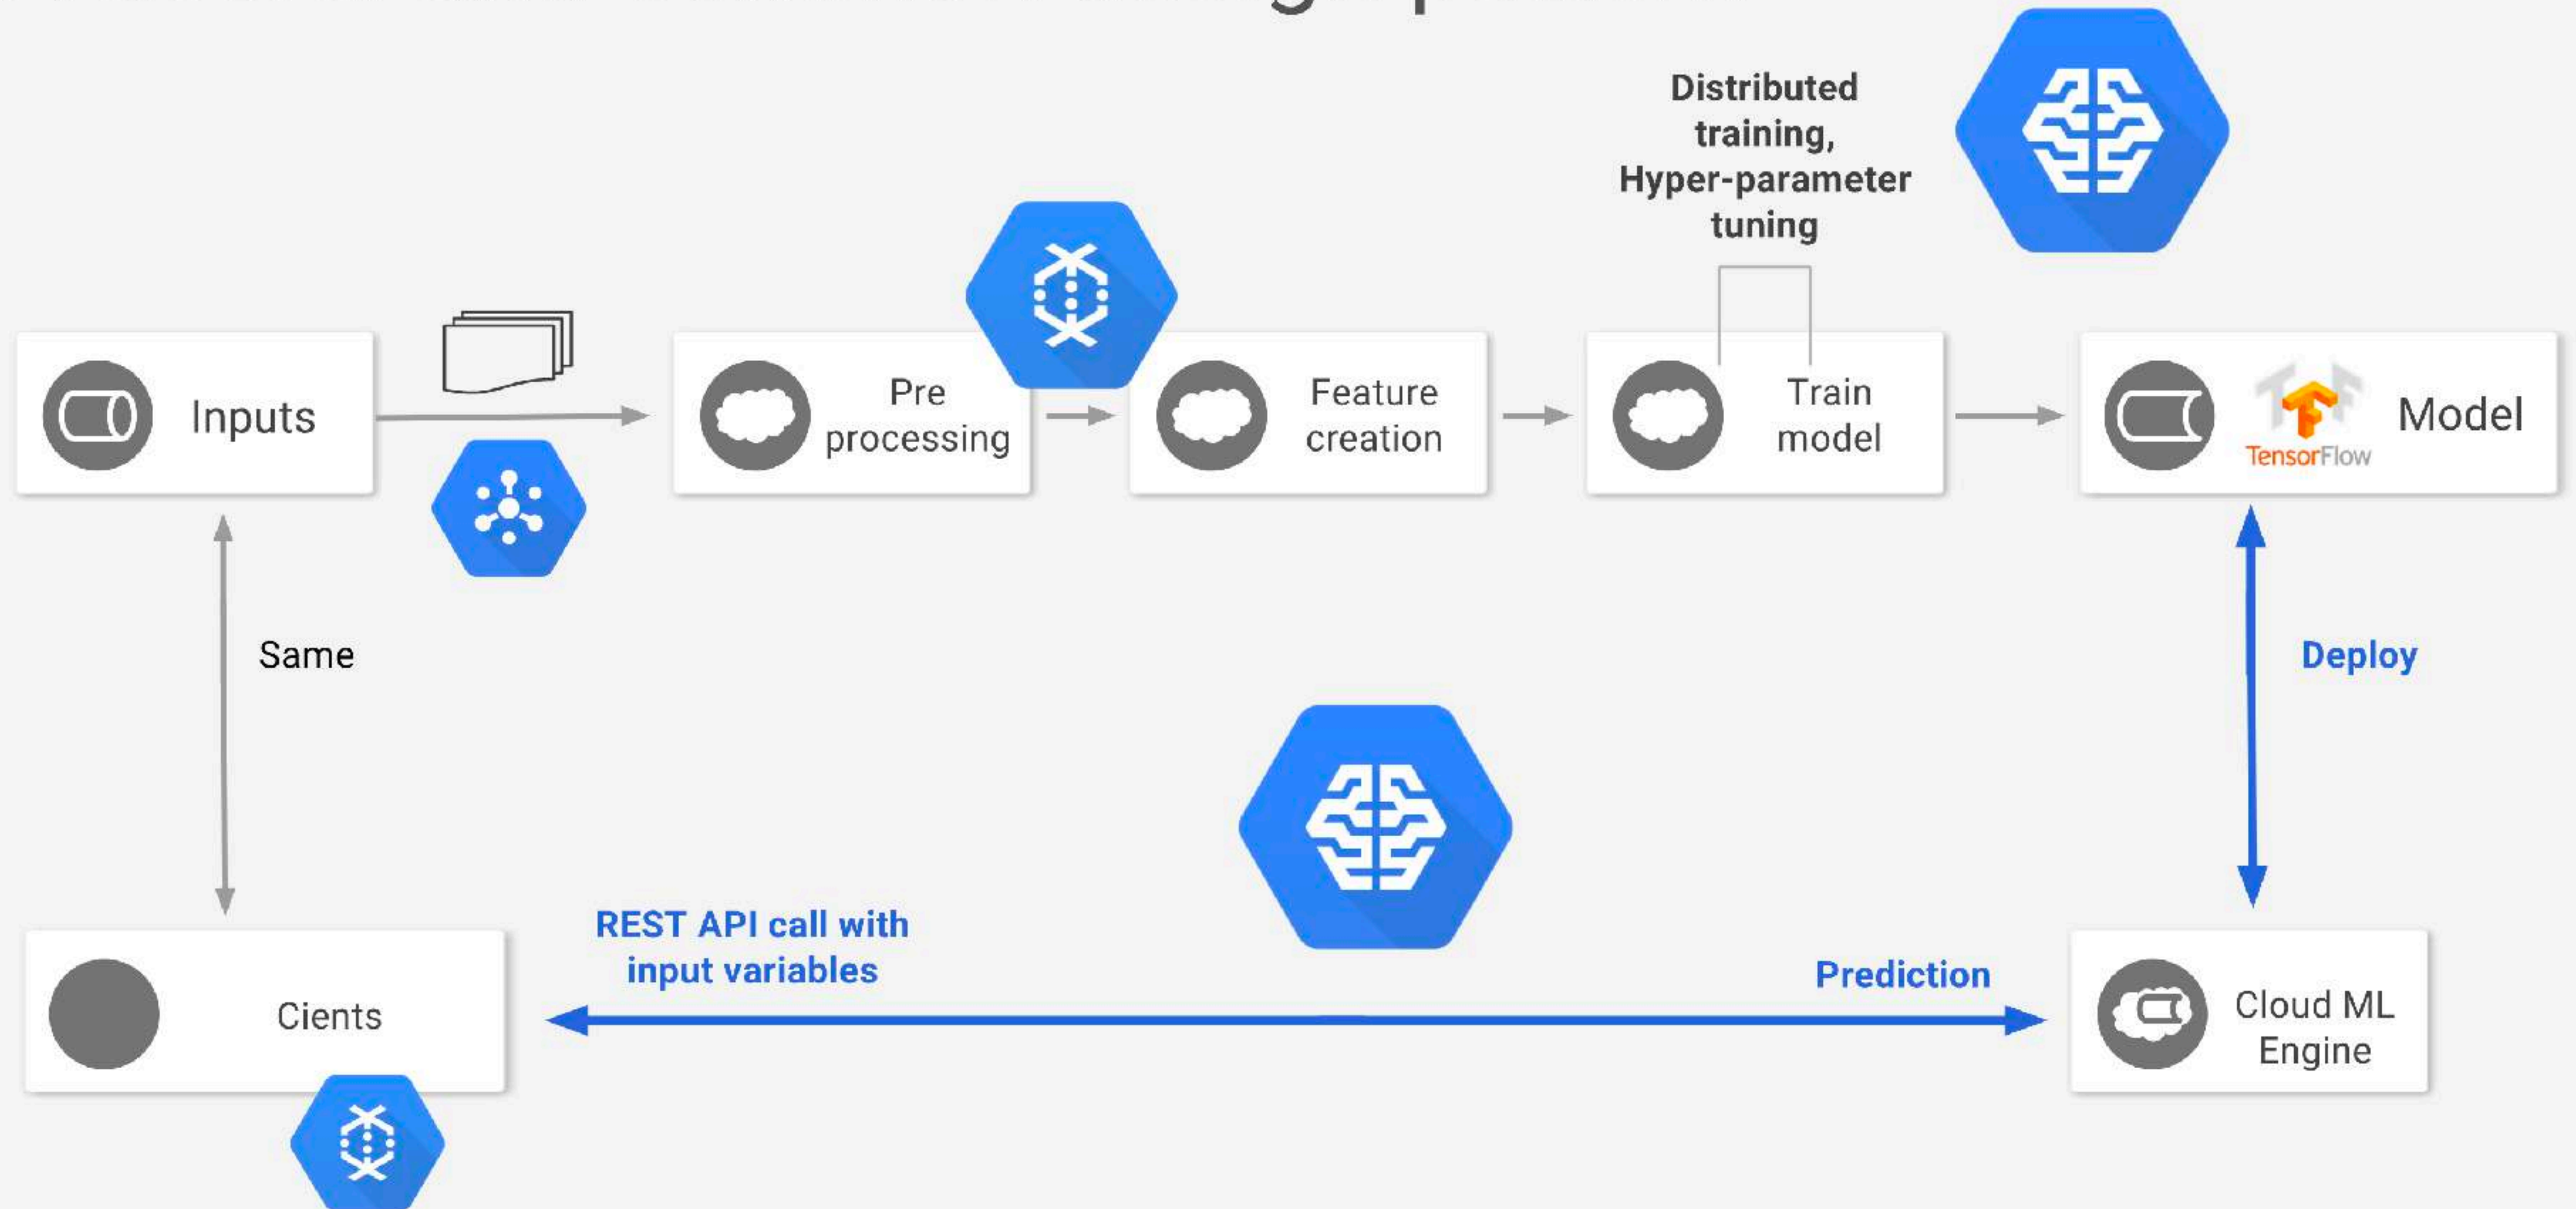 Distributed
training,
Hyper-parameter
tuning
Inputs
Pre
processing
Feature
creation
Train
model
TensorFlow
Model
Same
Deploy
REST API call with
input variables
Prediction
Cients
Cloud ML
Engine